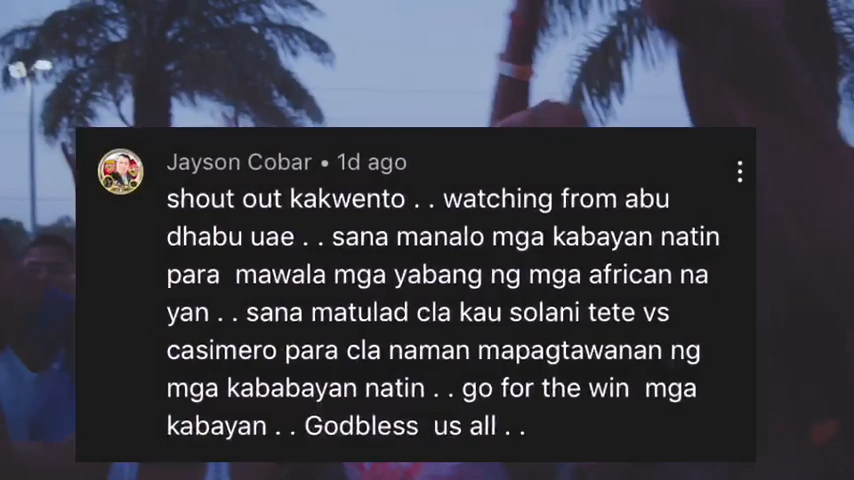 Jayson Cobar • 1d ago
shout out kakwento . . watching from abu
dhabu uae . . sana manalo mga kabayan natin
para mawala mga yabang ng mga african na
yan . . sana matulad cla kau solani tete vs
casimero para cla naman mapagtawanan ng
mga kababayan natin . . go for the win mga
kabayan . . Godbless us all . .